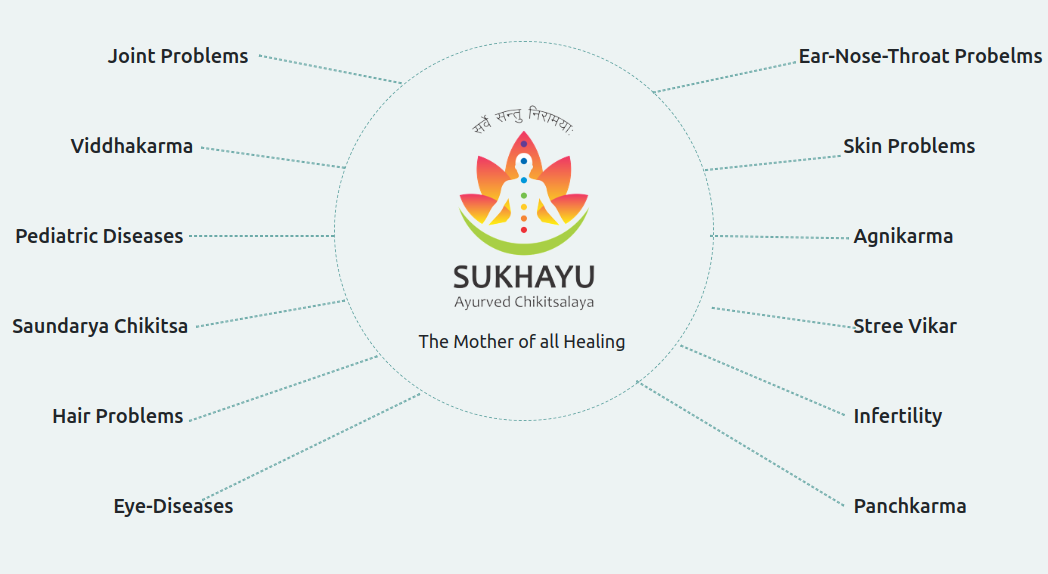 Joint Problems
Ear-Nose-Throat Probelms
सर्वे सन्तु निरामयाः
Viddhakarma
Skin Problems
Pediatric Diseases
Agnikarma
SUKHAYU
Ayurved Chikitsalaya
Saundarya Chikitsa
Stree Vikar
The Mother of all Healing
Hair Problems
Infertility
Eye-Diseases
Panchkarma